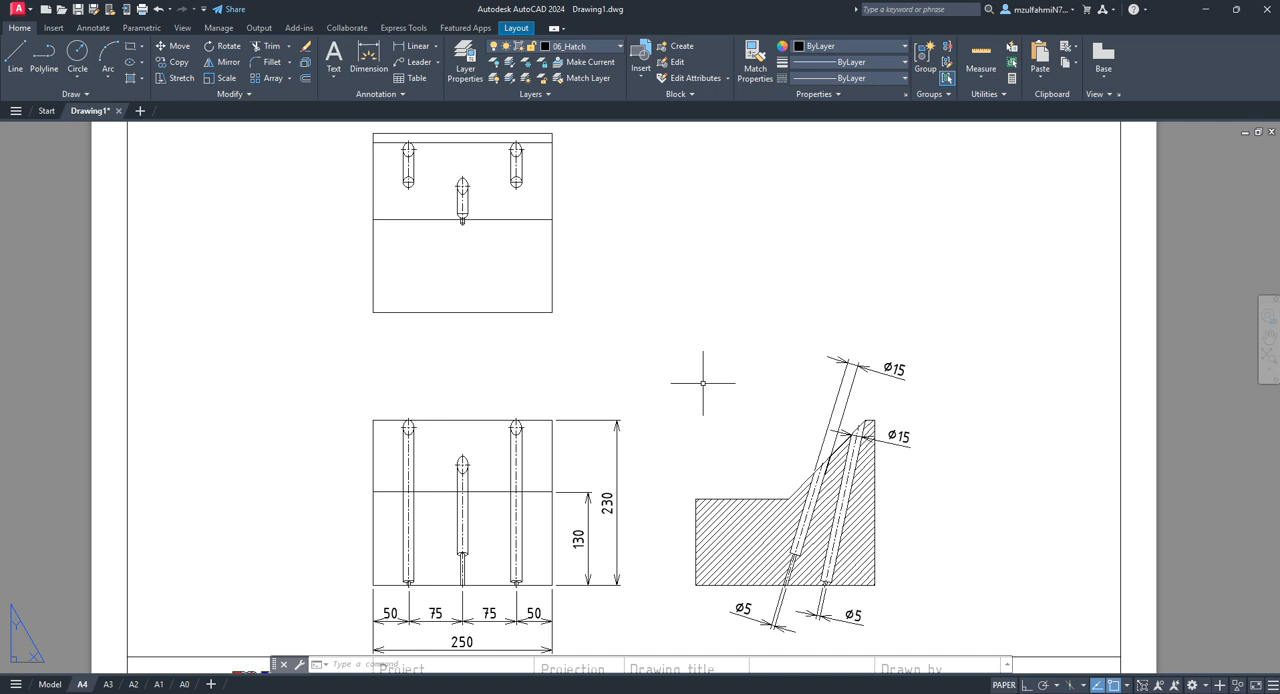 Share
Autodesk AutoCAD 2024 Drawing1.dwg
Type a keyword or phrase
mzulfahmiN7...
Home Insert Annotate Parametric View Manage Output Add-ins Collaborate Express Tools Featured Apps Layout
Line Polyline Circle Arc
Move Rotate Trim
Copy Mirror Fillet
Stretch Scale Array
Text Dimension
Linear
Leader
Table
Layer Properties
06_Hatch
Make Current
Match Layer
Insert
Create
Edit
Edit Attributes
Match Properties
ByLayer
ByLayer
ByLayer
Group
Measure
Paste
Base
Draw Modify Annotation Layers Block Properties Groups Utilities Clipboard View
Start Drawing1*
Ø15
Ø15
230
130
Ø5
Ø5
50 75 75 50
250
Y
X
Type a command
Project Projection Drawing title Drawn by
Model A4 A3 A2 A1 A0
PAPER